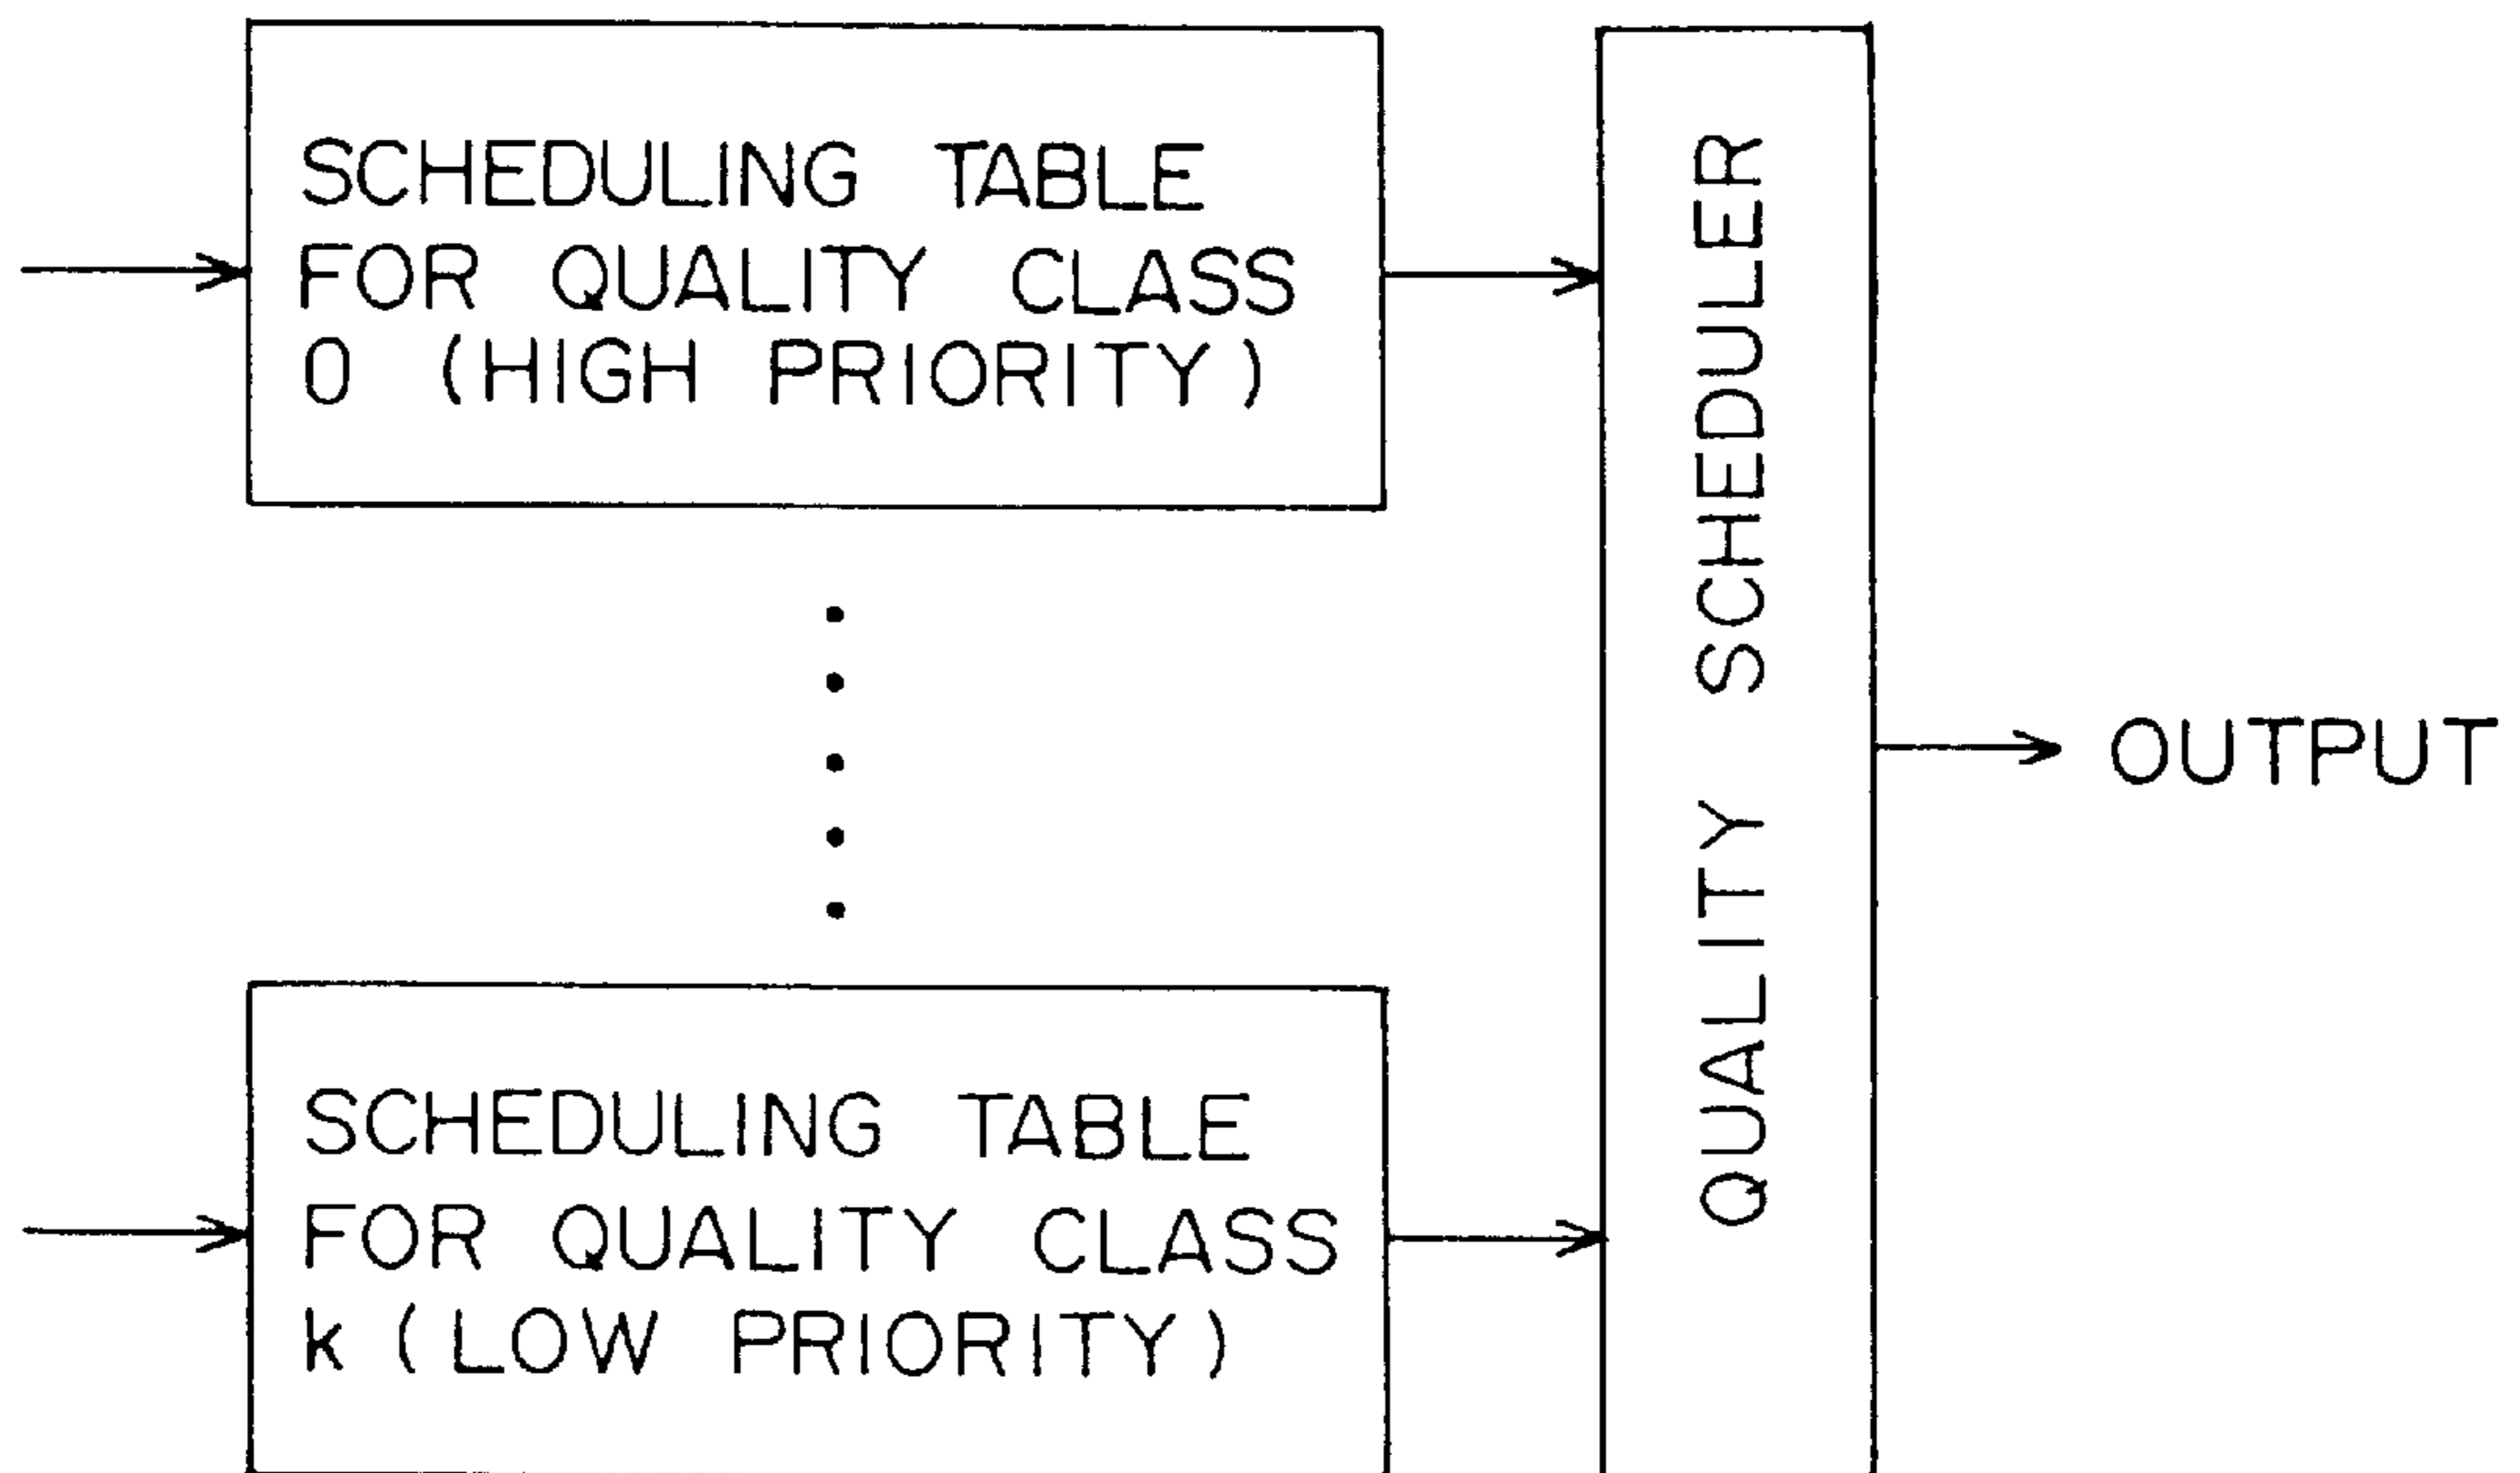 SCHEDULING TABLE
FOR QUALITY CLASS
0 (HIGH PRIORITY)
SCHEDULING TABLE
FOR QUALITY CLASS
k (LOW PRIORITY)
QUALITY SCHEDULER
OUTPUT